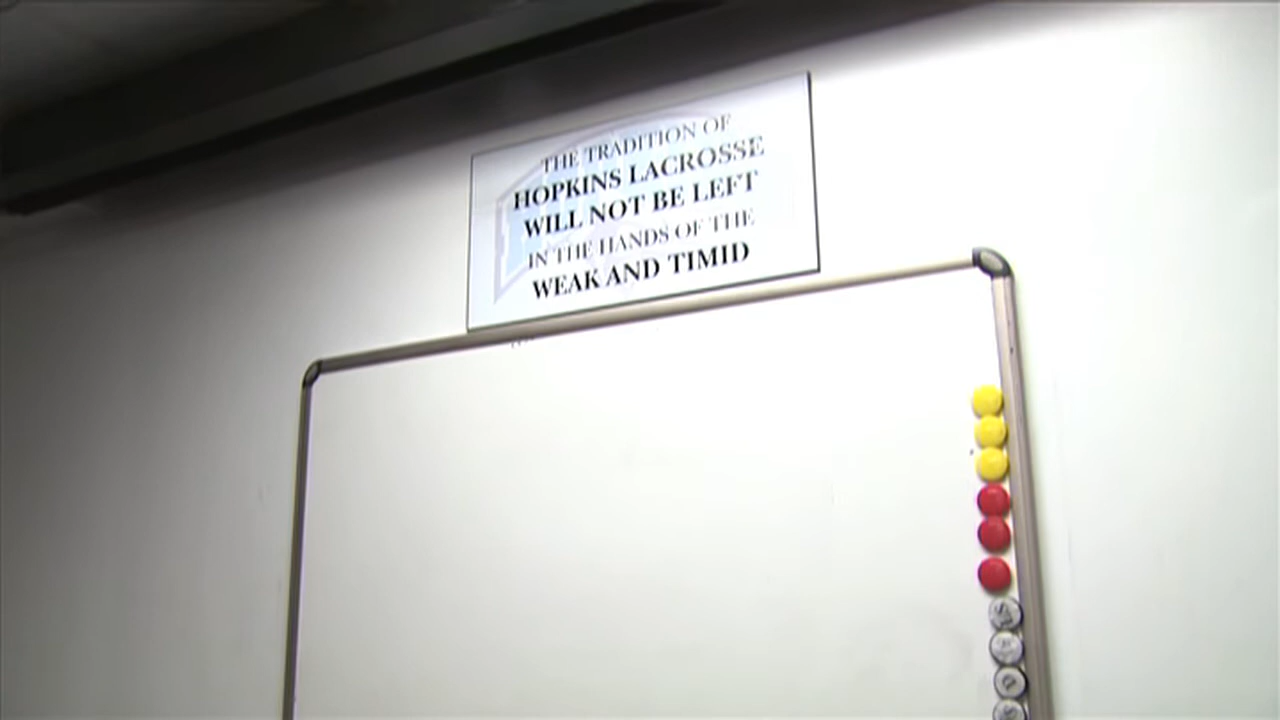 THE TRADITION OF
HOPKINS LACROSSE
WILL NOT BE LEFT
IN THE HANDS OF THE
WEAK AND TIMID